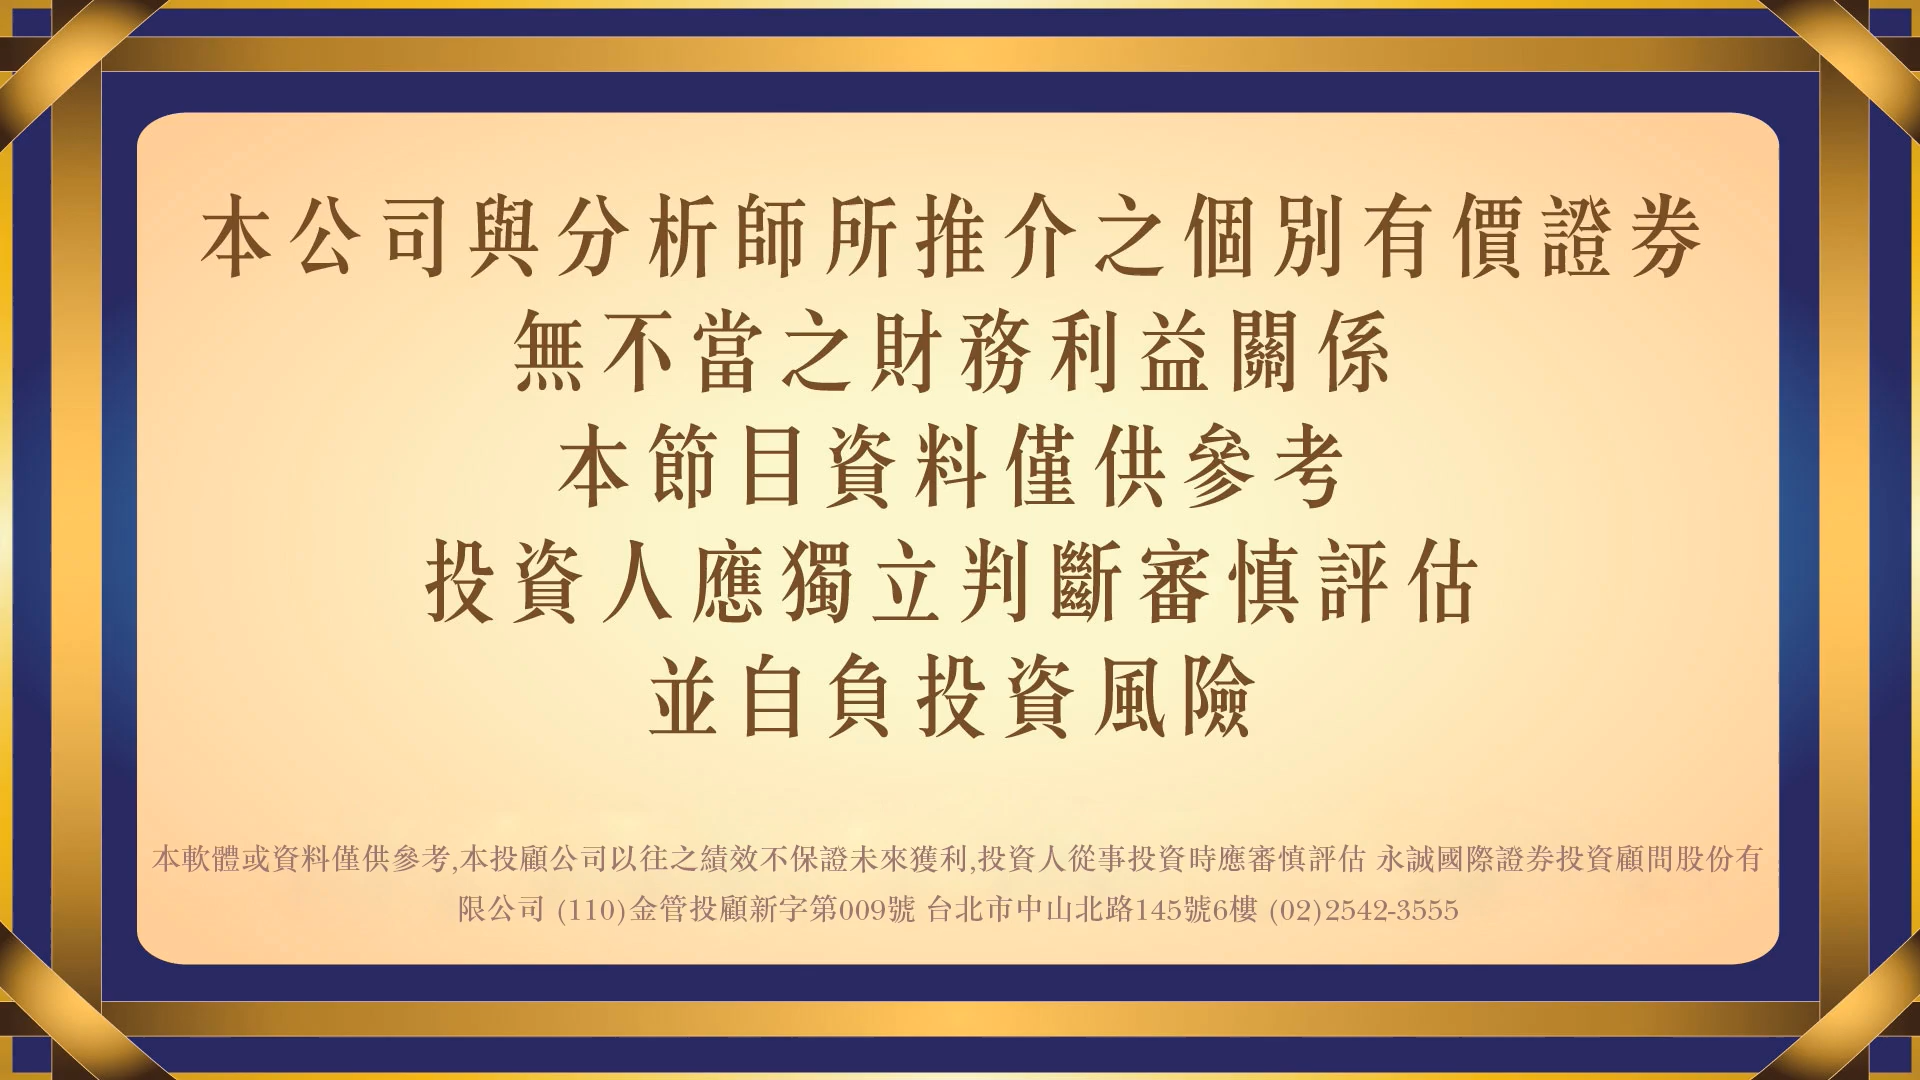 本公司與分析師所推介之個別有價證券
無不當之財務利益關係
本節目資料僅供參考
投資人應獨立判斷審慎評估
並自負投資風險
本軟體或資料僅供參考,本投顧公司以往之績效不保證未來獲利,投資人從事投資時應審慎評估 永誠國際證券投資顧問股份有
限公司 (110)金管投顧新字第009號 台北市中山北路145號6樓 (02)2542-3555